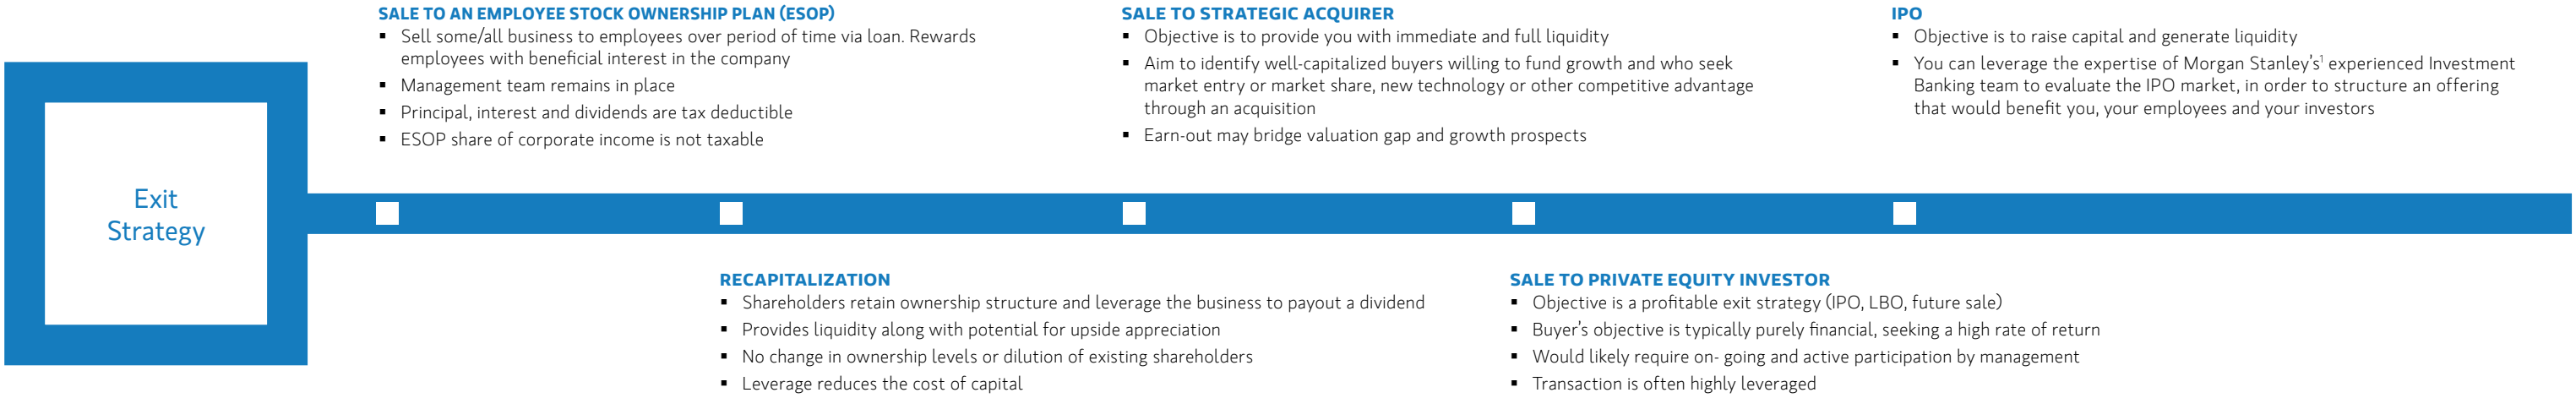 Exit
Strategy
SALE TO AN EMPLOYEE STOCK OWNERSHIP PLAN (ESOP)
▪ Sell some/all business to employees over period of time via loan. Rewards
employees with beneficial interest in the company
▪ Management team remains in place
▪ Principal, interest and dividends are tax deductible
▪ ESOP share of corporate income is not taxable
RECAPITALIZATION
▪ Shareholders retain ownership structure and leverage the business to payout a dividend
▪ Provides liquidity along with potential for upside appreciation
▪ No change in ownership levels or dilution of existing shareholders
▪ Leverage reduces the cost of capital
SALE TO STRATEGIC ACQUIRER
▪ Objective is to provide you with immediate and full liquidity
▪ Aim to identify well-capitalized buyers willing to fund growth and who seek
market entry or market share, new technology or other competitive advantage
through an acquisition
▪ Earn-out may bridge valuation gap and growth prospects
SALE TO PRIVATE EQUITY INVESTOR
▪ Objective is a profitable exit strategy (IPO, LBO, future sale)
▪ Buyer's objective is typically purely financial, seeking a high rate of return
▪ Would likely require on- going and active participation by management
▪ Transaction is often highly leveraged
IPO
▪ Objective is to raise capital and generate liquidity
▪ You can leverage the expertise of Morgan Stanley's¹ experienced Investment
Banking team to evaluate the IPO market, in order to structure an offering
that would benefit you, your employees and your investors